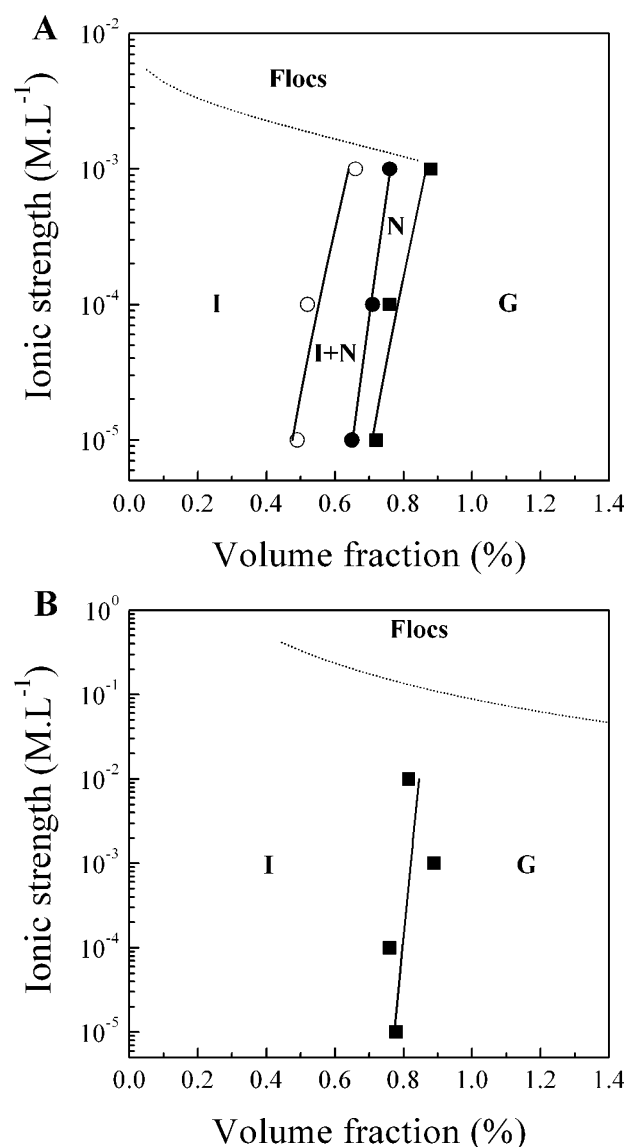 A
Ionic strength (M.L⁻¹)
10⁻²
10⁻³
10⁻⁴
10⁻⁵
Flocs
N
I
G
I+N
0.0 0.2 0.4 0.6 0.8 1.0 1.2 1.4
Volume fraction (%)
B
Ionic strength (M.L⁻¹)
10⁰
10⁻¹
10⁻²
10⁻³
10⁻⁴
10⁻⁵
Flocs
I
G
0.0 0.2 0.4 0.6 0.8 1.0 1.2 1.4
Volume fraction (%)